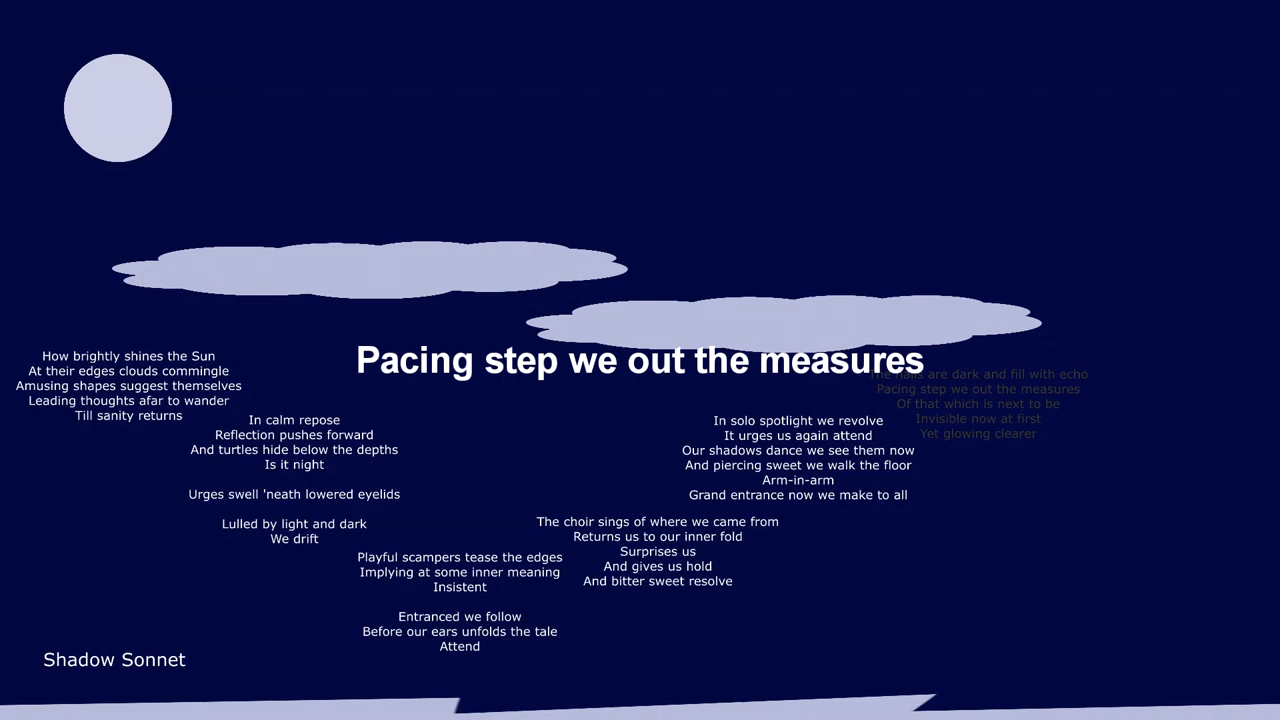 How brightly shines the Sun
At their edges clouds commingle
Amusing shapes suggest themselves
Leading thoughts afar to wander
Till sanity returns
In calm repose
Reflection pushes forward
And turtles hide below the depths
Is it night
Urges swell 'neath lowered eyelids
Lulled by light and dark
We drift
Playful scampers tease the edges
Implying at some inner meaning
Insistent
Entranced we follow
Before our ears unfolds the tale
Attend
The choir sings of where we came from
Returns us to our inner fold
Surprises us
And gives us hold
And bitter sweet resolve
In solo spotlight we revolve
It urges us again attend
Our shadows dance we see them now
And piercing sweet we walk the floor
Arm-in-arm
Grand entrance now we make to all
Pacing step we out the measures
The halls are dark and fill with echo
Pacing step we out the measures
Of that which is next to be
Invisible now at first
Yet glowing clearer
Shadow Sonnet